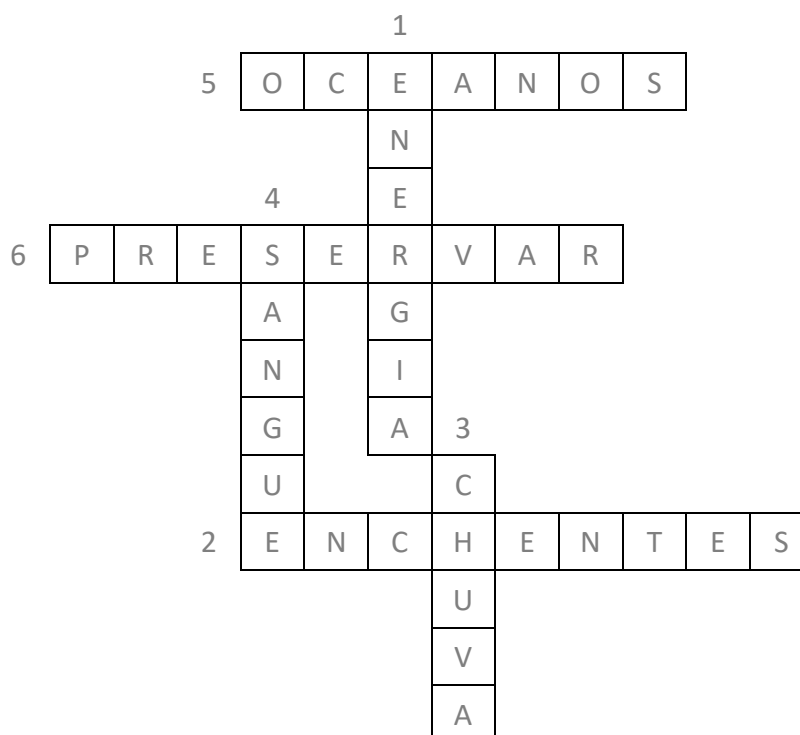 1
5 O C E A N O S
N
4 E
6 P R E S E R V A R
A G
N I
G A 3
U C
2 E N C H E N T E S
U
V
A